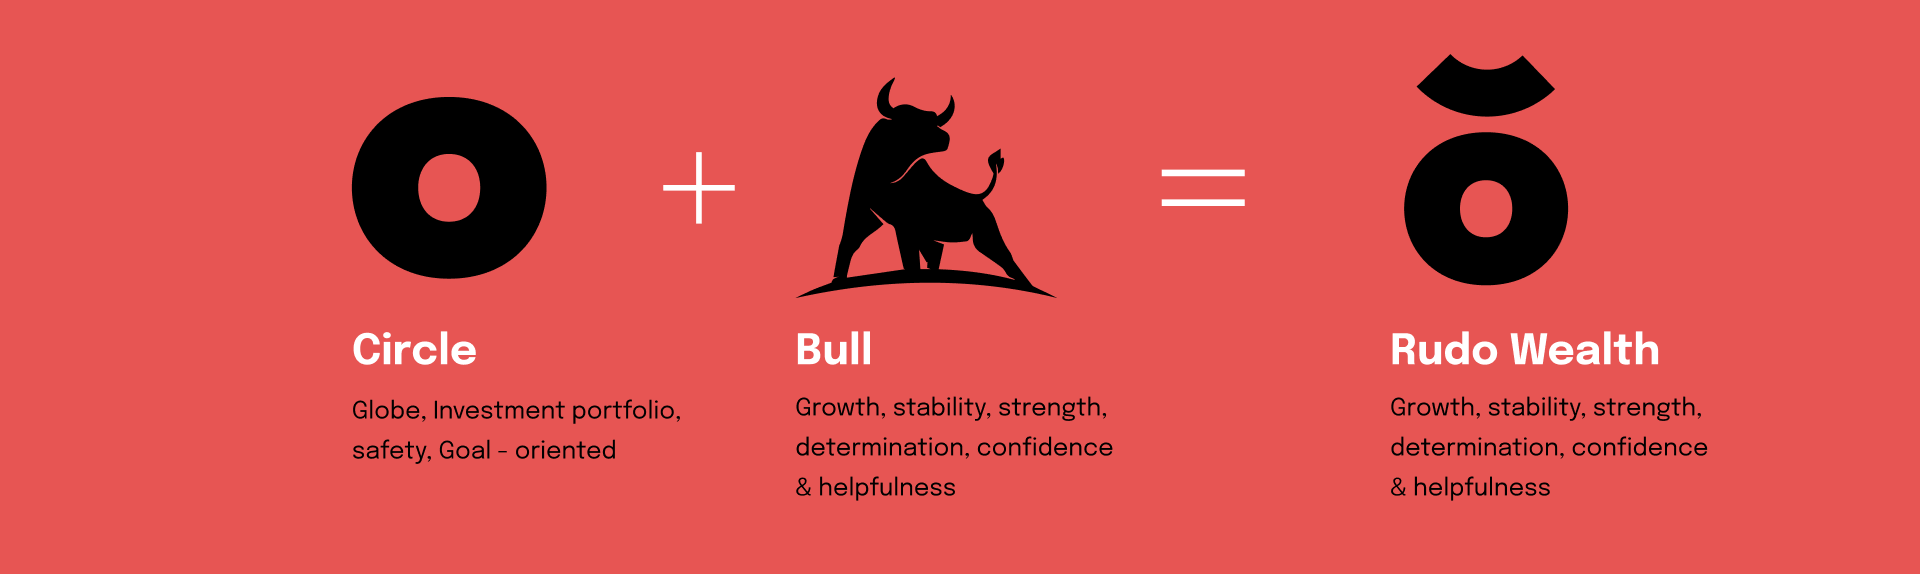 o + = ŏ
Circle
Globe, Investment portfolio,
safety, Goal - oriented
Bull
Growth, stability, strength,
determination, confidence
& helpfulness
Rudo Wealth
Growth, stability, strength,
determination, confidence
& helpfulness